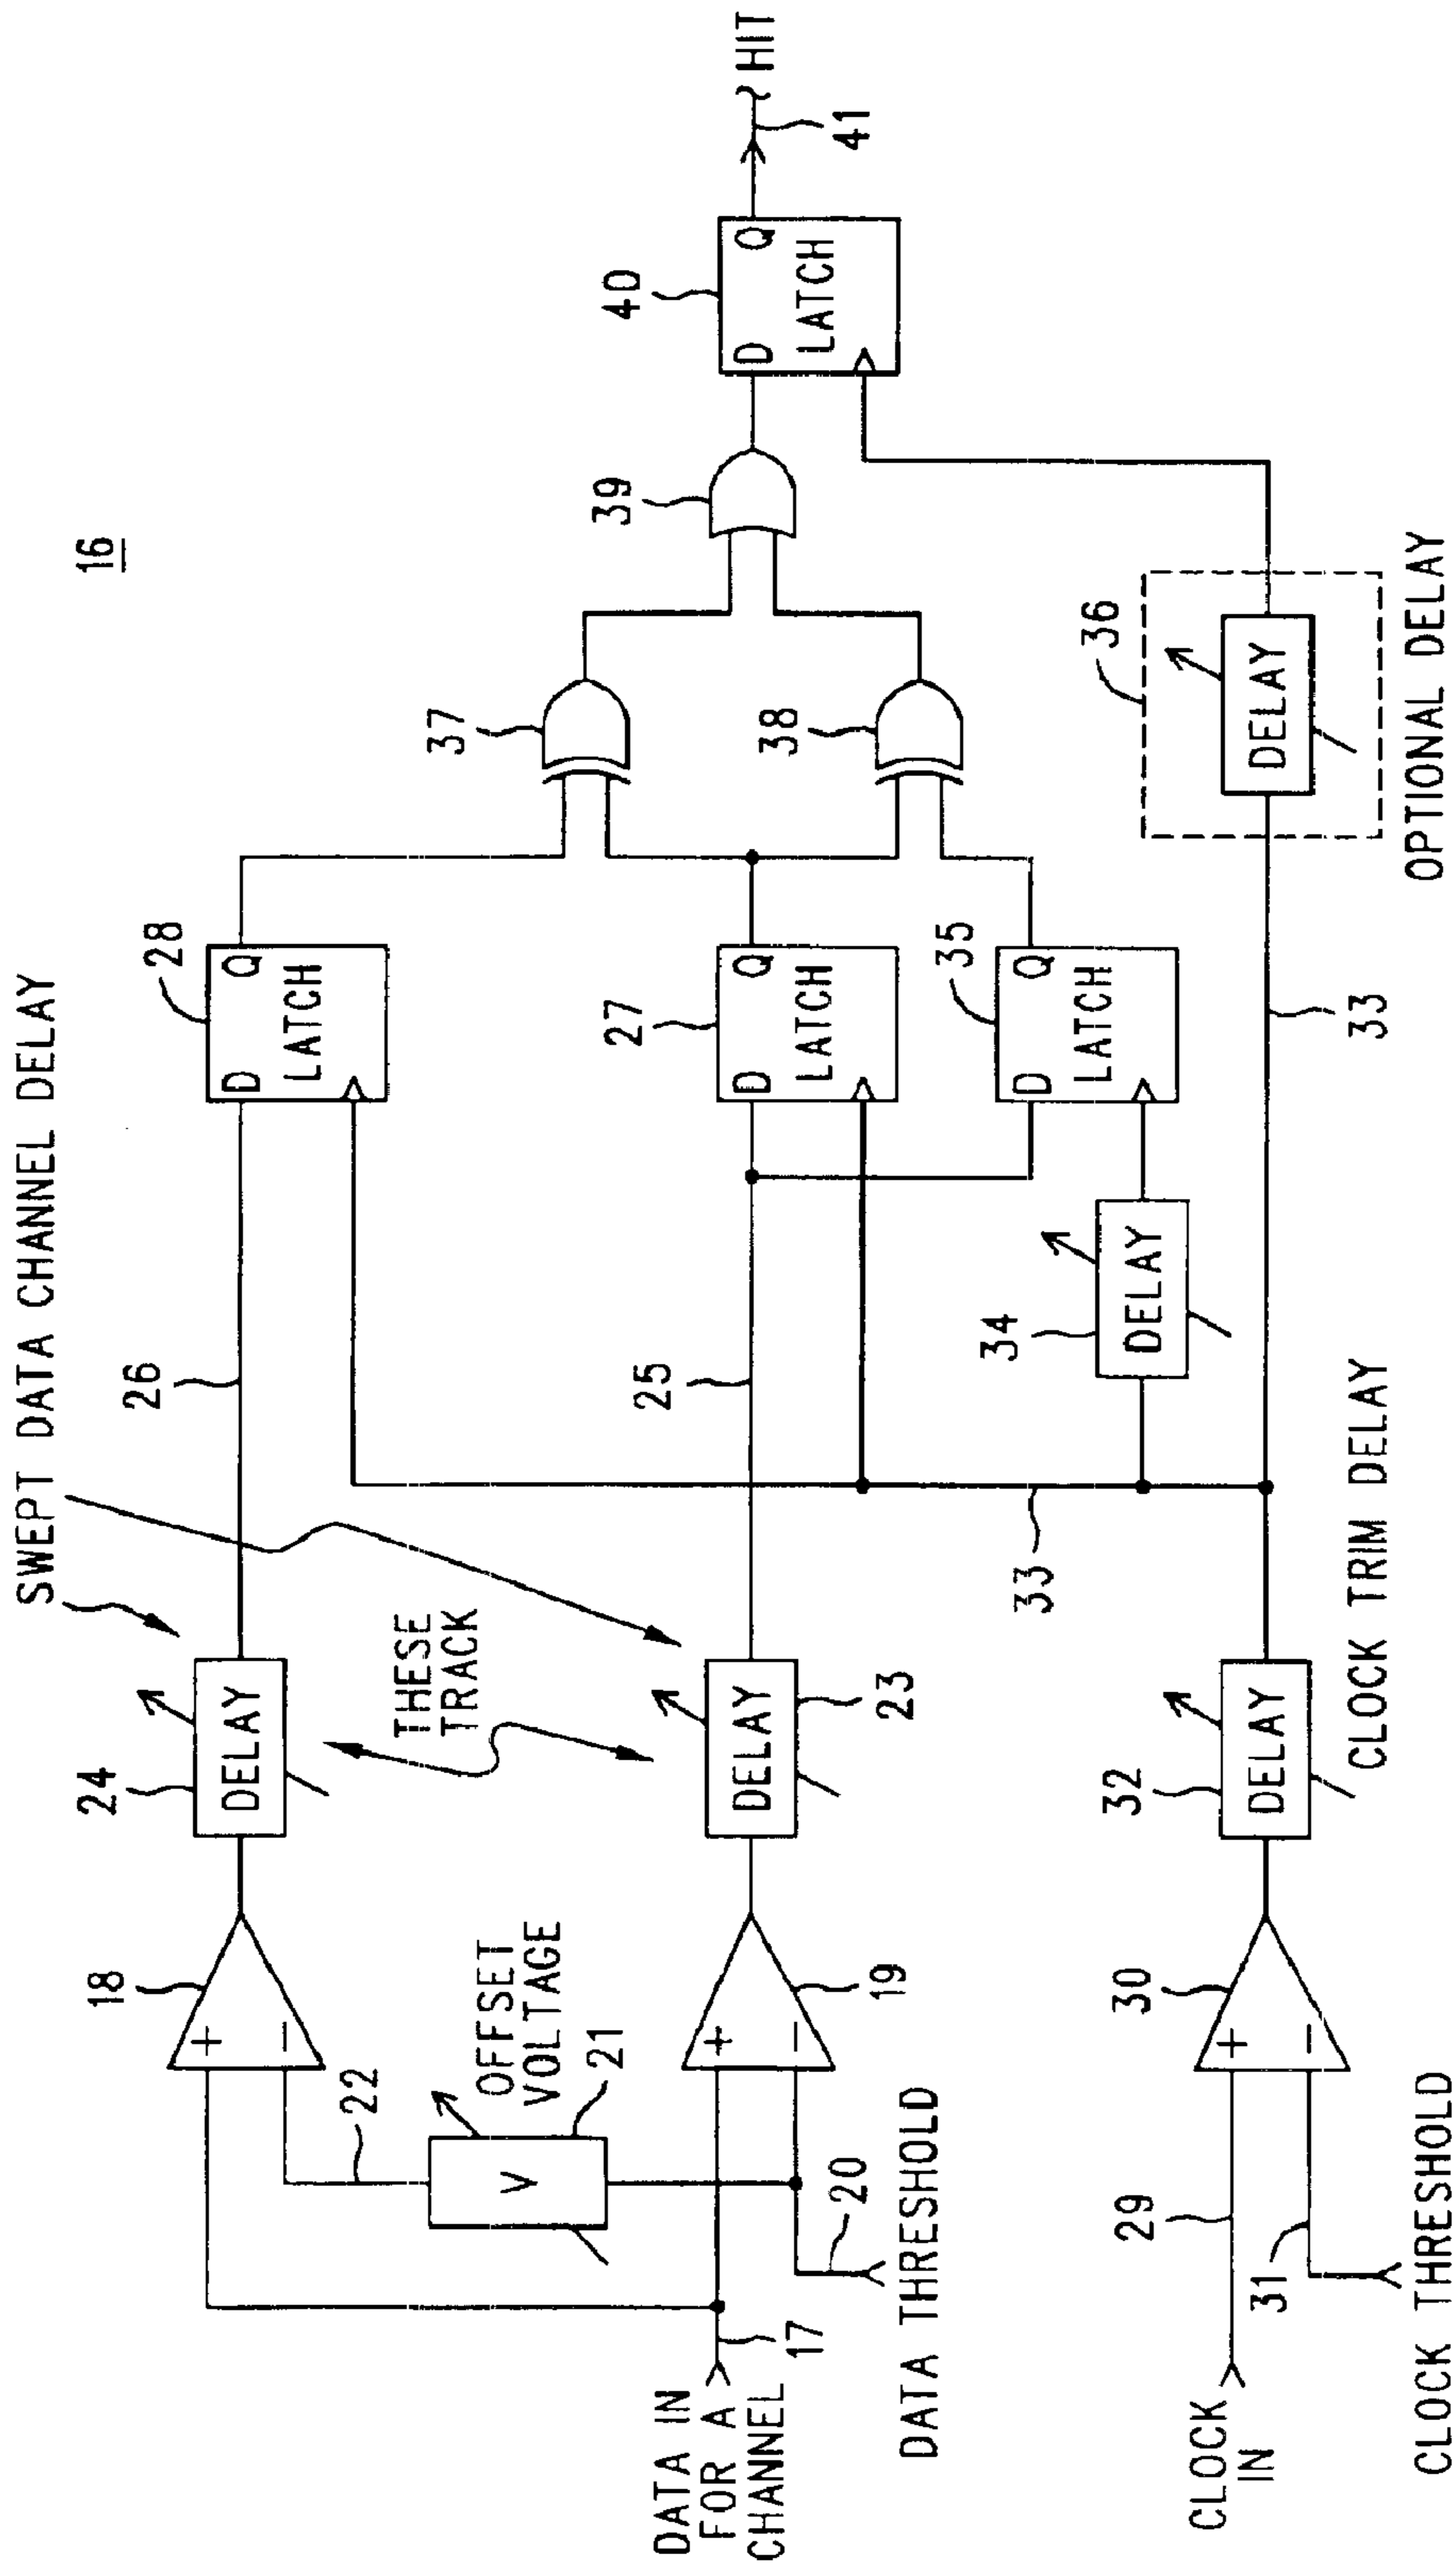 16
SWEPT DATA CHANNEL DELAY
18
+
−
22
OFFSET
VOLTAGE
V
21
24
DELAY
THESE
TRACK
26
28
D
Q
LATCH
37
DATA IN
FOR A
CHANNEL
17
+
−
19
20
DATA THRESHOLD
DELAY
23
25
27
D
Q
LATCH
38
39
40
D
Q
LATCH
41
HIT
33
34
DELAY
35
D
Q
LATCH
CLOCK
IN
29
30
+
−
31
CLOCK THRESHOLD
32
DELAY
CLOCK TRIM DELAY
33
36
DELAY
OPTIONAL DELAY